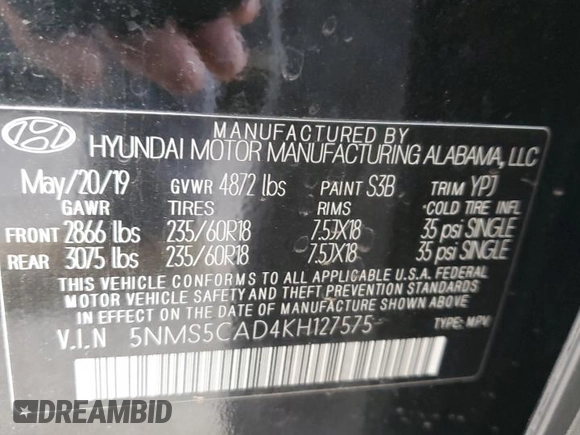 MANUFACTURED BY
HYUNDAI MOTOR MANUFACTURING ALABAMA, LLC
May/20/19 GVWR 4872 lbs PAINT S3B TRIM YPJ
GAWR TIRES RIMS COLD TIRE INFL
FRONT 2866 lbs 235/60R18 7.5JX18 35 psi SINGLE
REAR 3075 lbs 235/60R18 7.5JX18 35 psi SINGLE
THIS VEHICLE CONFORMS TO ALL APPLICABLE U.S.A. FEDERAL
MOTOR VEHICLE SAFETY AND THEFT PREVENTION STANDARDS
IN EFFECT ON THE DATE OF MANUFACTURE SHOWN ABOVE.
V.I.N 5NMS5CAD4KH127575 TYPE: MPV
DREAMBID